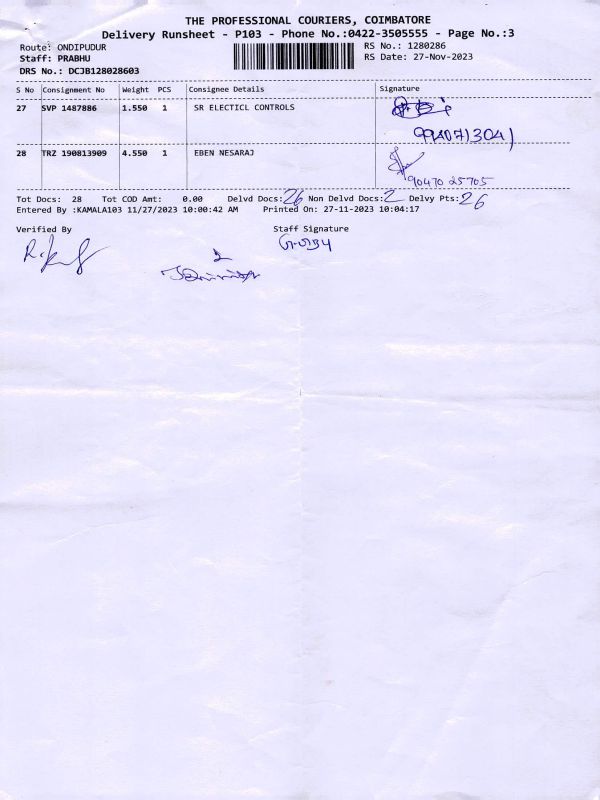 THE PROFESSIONAL COURIERS, COIMBATORE
Delivery Runsheet - P103 - Phone No.:0422-3505555 - Page No.:3
Route: ONDIPUDUR
RS No.: 1280286
Staff: PRABHU
RS Date: 27-Nov-2023
DRS No.: DCJB128028603
S No Consignment No Weight PCS Consignee Details Signature
27 SVP 1487886 1.550 1 SR ELECTICL CONTROLS
9940713041
28 TRZ 190813909 4.550 1 EBEN NESARAJ
90470 25705
Tot Docs: 28 Tot COD Amt: 0.00 Delvd Docs: 26 Non Delvd Docs: 2 Delvy Pts: 26
Entered By :KAMALA103 11/27/2023 10:00:42 AM Printed On: 27-11-2023 10:04:17
Verified By Staff Signature
2